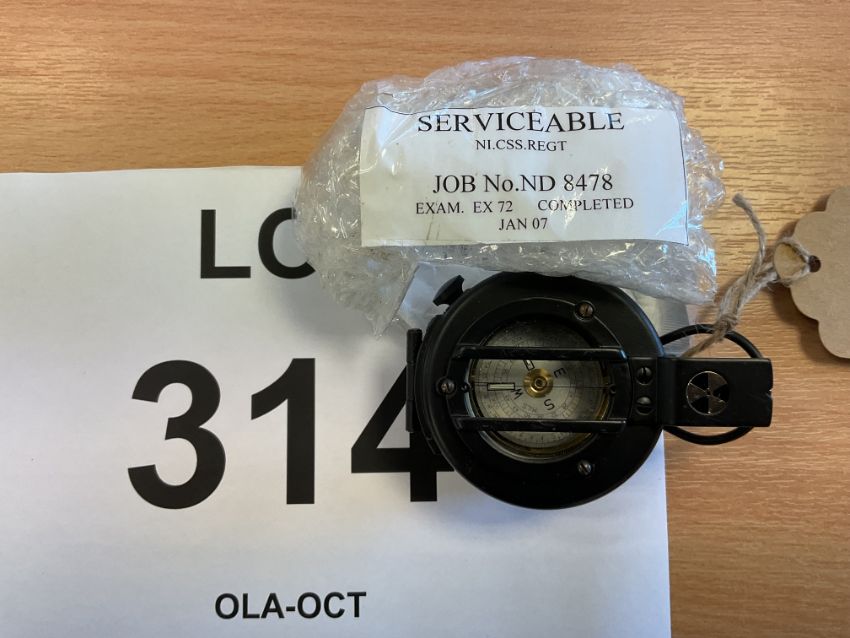 SERVICEABLE
NI.CSS.REGT
JOB No.ND 8478
EXAM. EX 72 COMPLETED
JAN 07
LO
314
E
S
W
OLA-OCT